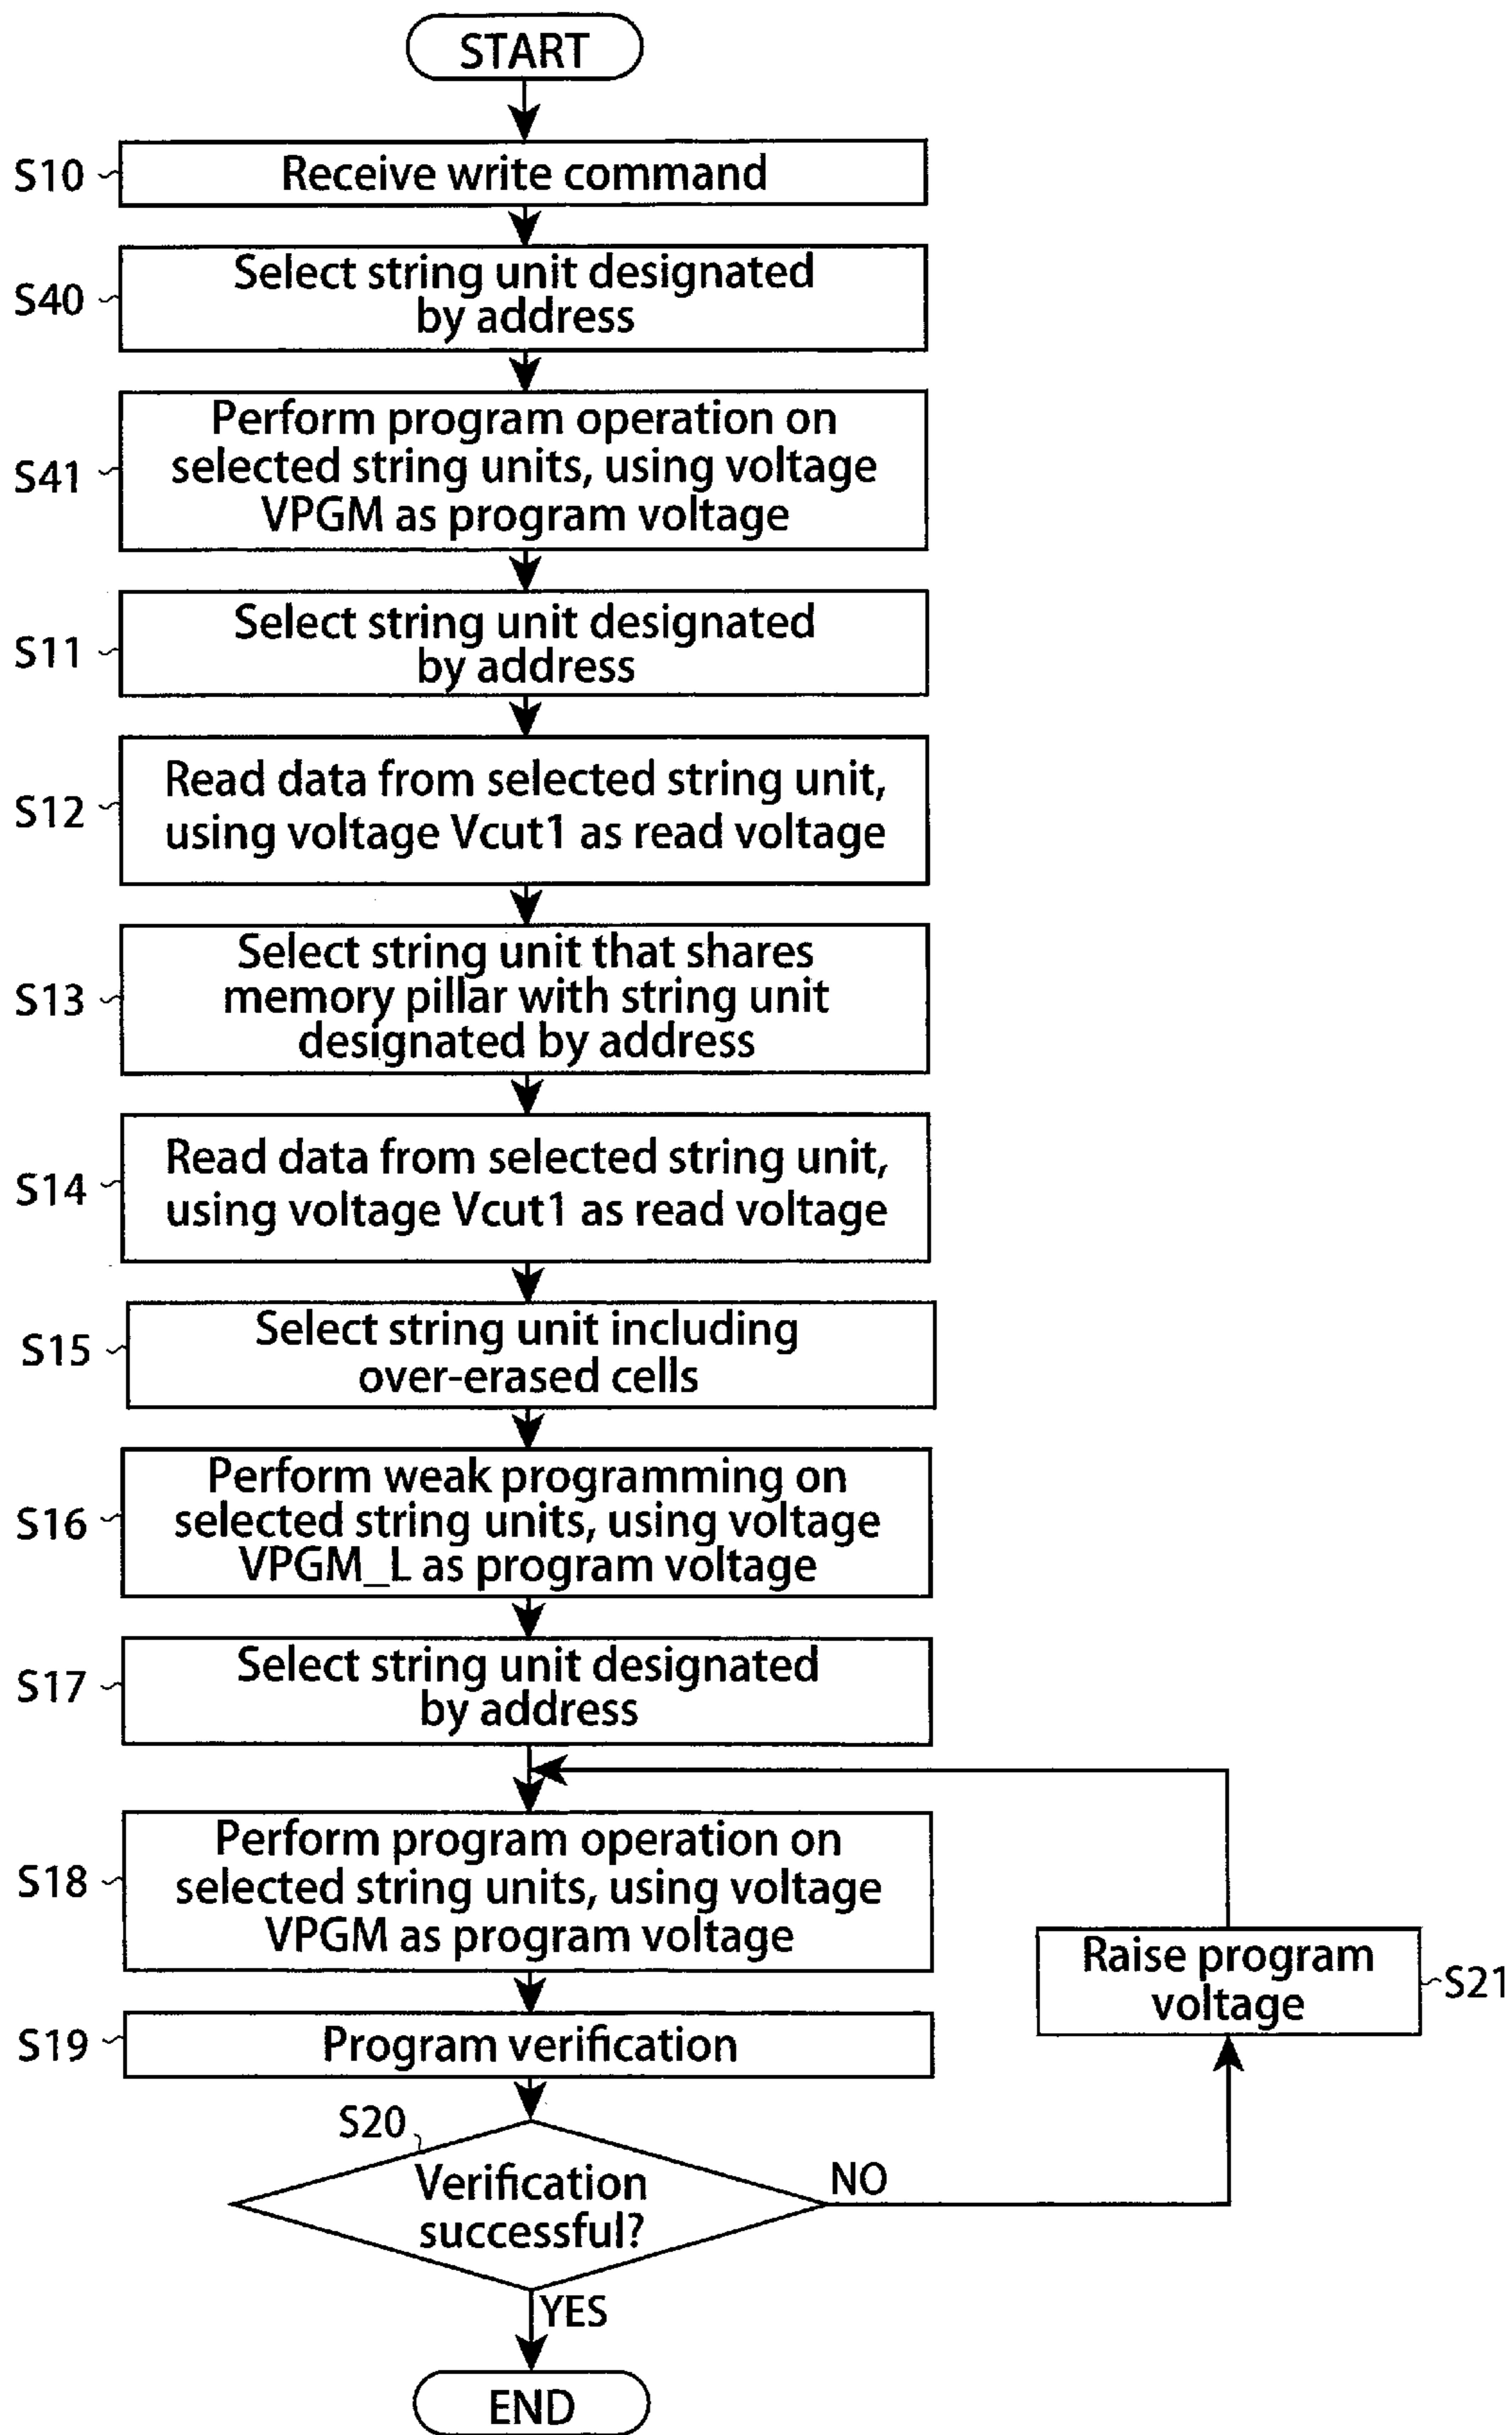 START
S10
Receive write command
S40
Select string unit designated
by address
S41
Perform program operation on
selected string units, using voltage
VPGM as program voltage
S11
Select string unit designated
by address
S12
Read data from selected string unit,
using voltage Vcut1 as read voltage
S13
Select string unit that shares
memory pillar with string unit
designated by address
S14
Read data from selected string unit,
using voltage Vcut1 as read voltage
S15
Select string unit including
over-erased cells
S16
Perform weak programming on
selected string units, using voltage
VPGM_L as program voltage
S17
Select string unit designated
by address
S18
Perform program operation on
selected string units, using voltage
VPGM as program voltage
Raise program
voltage
S21
S19
Program verification
S20
Verification
successful?
NO
YES
END